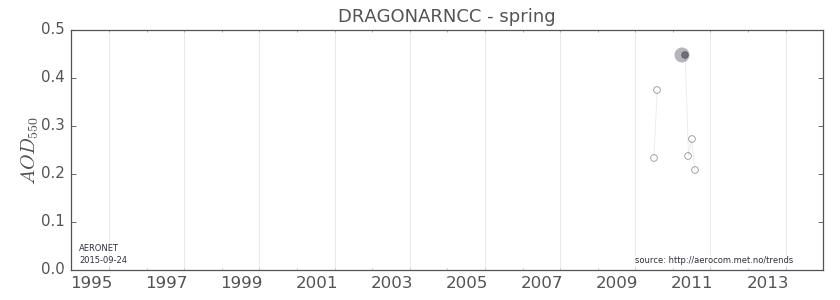 DRAGONARNCC - spring
0.5
0.4
0.3
0.2
0.1
0.0
AOD550
AERONET
2015-09-24
source: http://aerocom.met.no/trends
1995 1997 1999 2001 2003 2005 2007 2009 2011 2013